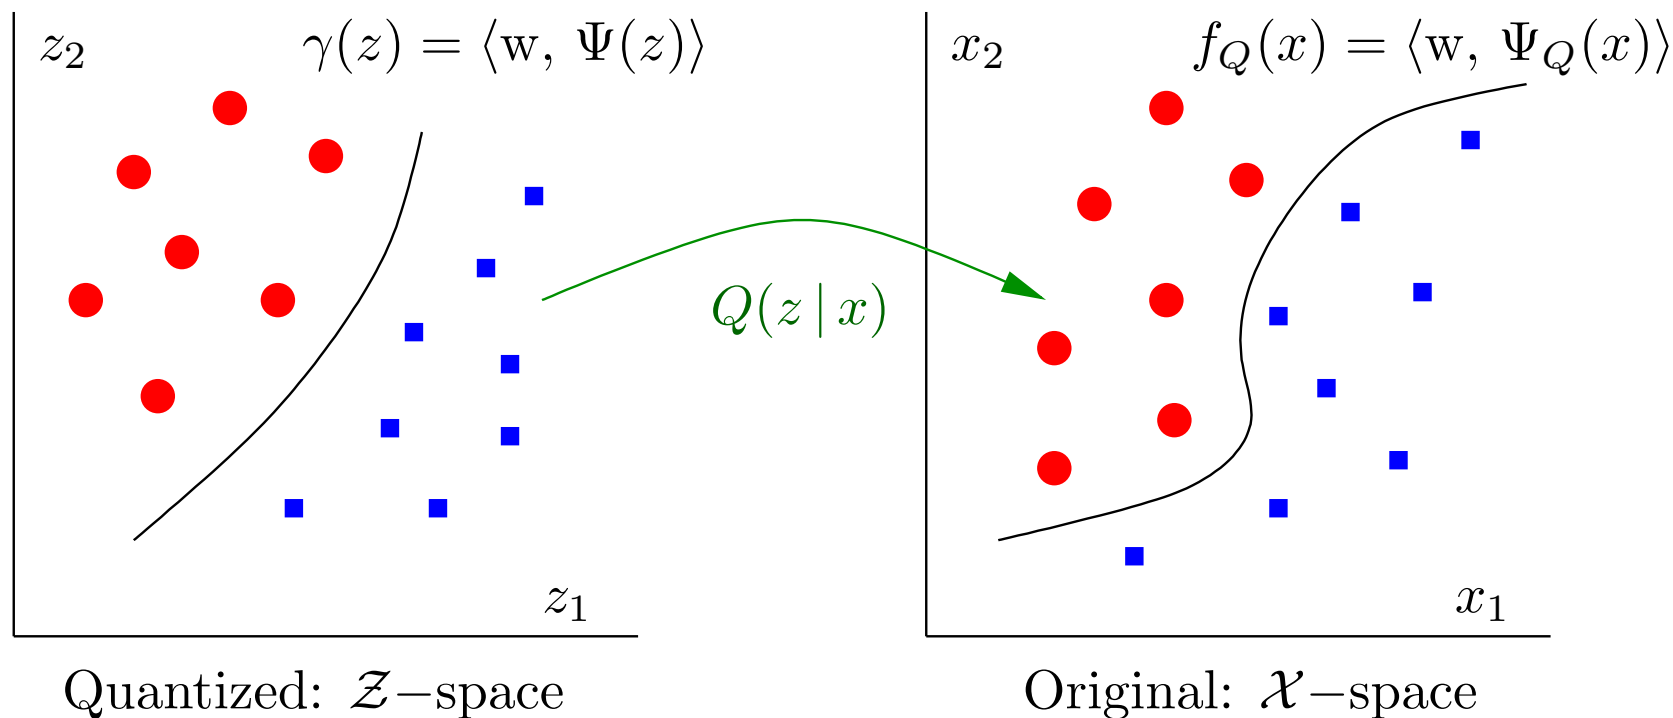 z₂
γ(z) = ⟨w, Ψ(z)⟩
x₂
f_Q(x) = ⟨w, Ψ_Q(x)⟩
Q(z | x)
z₁
x₁
Quantized: 𝒵−space
Original: 𝒳−space